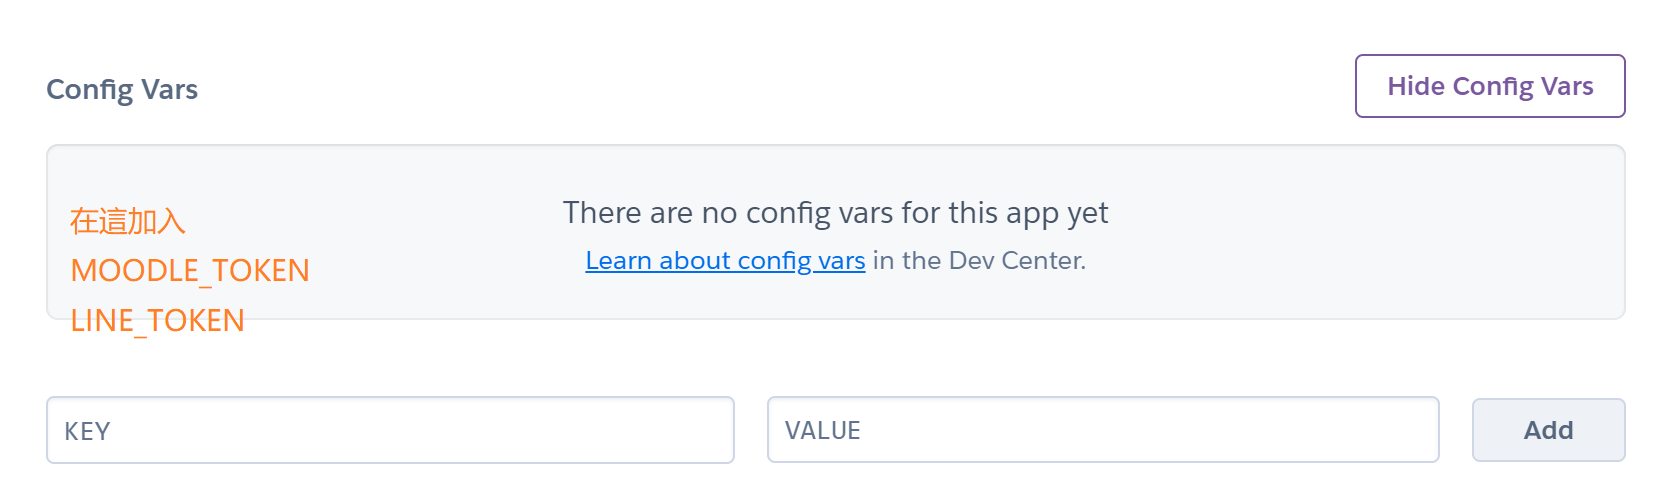 Config Vars
Hide Config Vars
There are no config vars for this app yet
Learn about config vars in the Dev Center.
在這加入
MOODLE_TOKEN
LINE_TOKEN
KEY
VALUE
Add